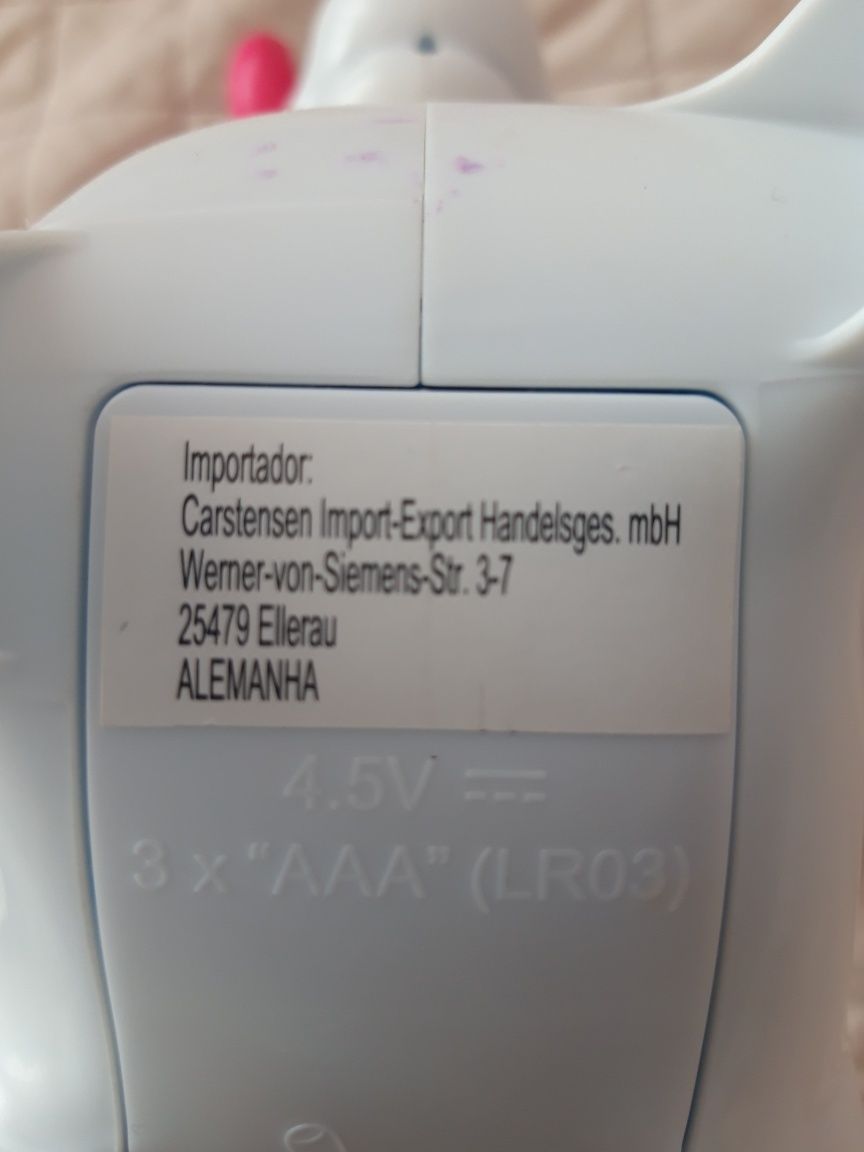 Importador:
Carstensen Import-Export Handelsges. mbH
Werner-von-Siemens-Str. 3-7
25479 Ellerau
ALEMANHA
4.5V
3 x “AAA” (LR03)